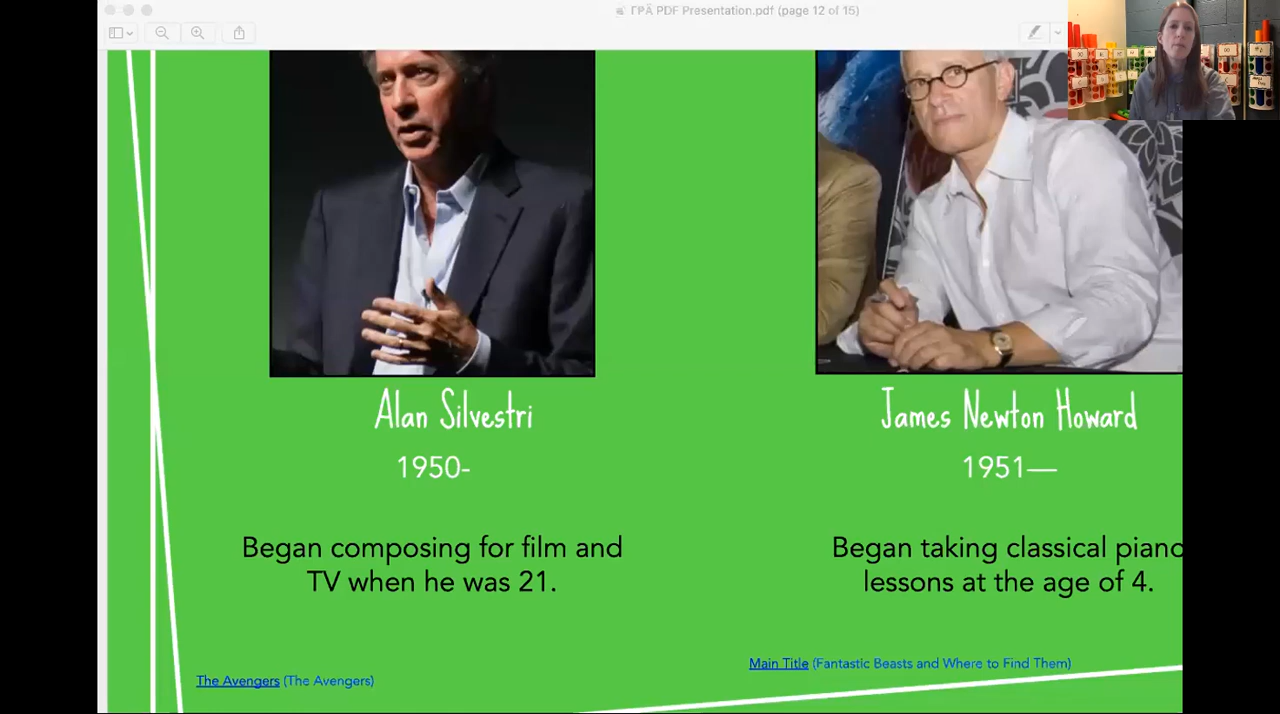 ГРÄ PDF Presentation.pdf (page 12 of 15)
Alan Silvestri
1950-
Began composing for film and
TV when he was 21.
The Avengers (The Avengers)
James Newton Howard
1951—
Began taking classical piano
lessons at the age of 4.
Main Title (Fantastic Beasts and Where to Find Them)